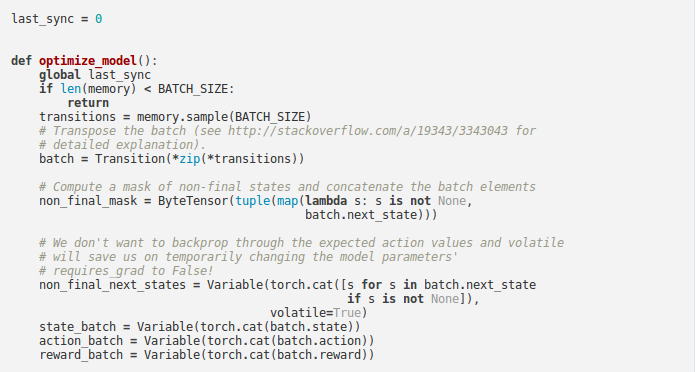 last_sync = 0
def optimize_model():
global last_sync
if len(memory) < BATCH_SIZE:
return
transitions = memory.sample(BATCH_SIZE)
# Transpose the batch (see http://stackoverflow.com/a/19343/3343043 for
# detailed explanation).
batch = Transition(*zip(*transitions))
# Compute a mask of non-final states and concatenate the batch elements
non_final_mask = ByteTensor(tuple(map(lambda s: s is not None,
batch.next_state)))
# We don't want to backprop through the expected action values and volatile
# will save us on temporarily changing the model parameters'
# requires_grad to False!
non_final_next_states = Variable(torch.cat([s for s in batch.next_state
if s is not None]),
volatile=True)
state_batch = Variable(torch.cat(batch.state))
action_batch = Variable(torch.cat(batch.action))
reward_batch = Variable(torch.cat(batch.reward))